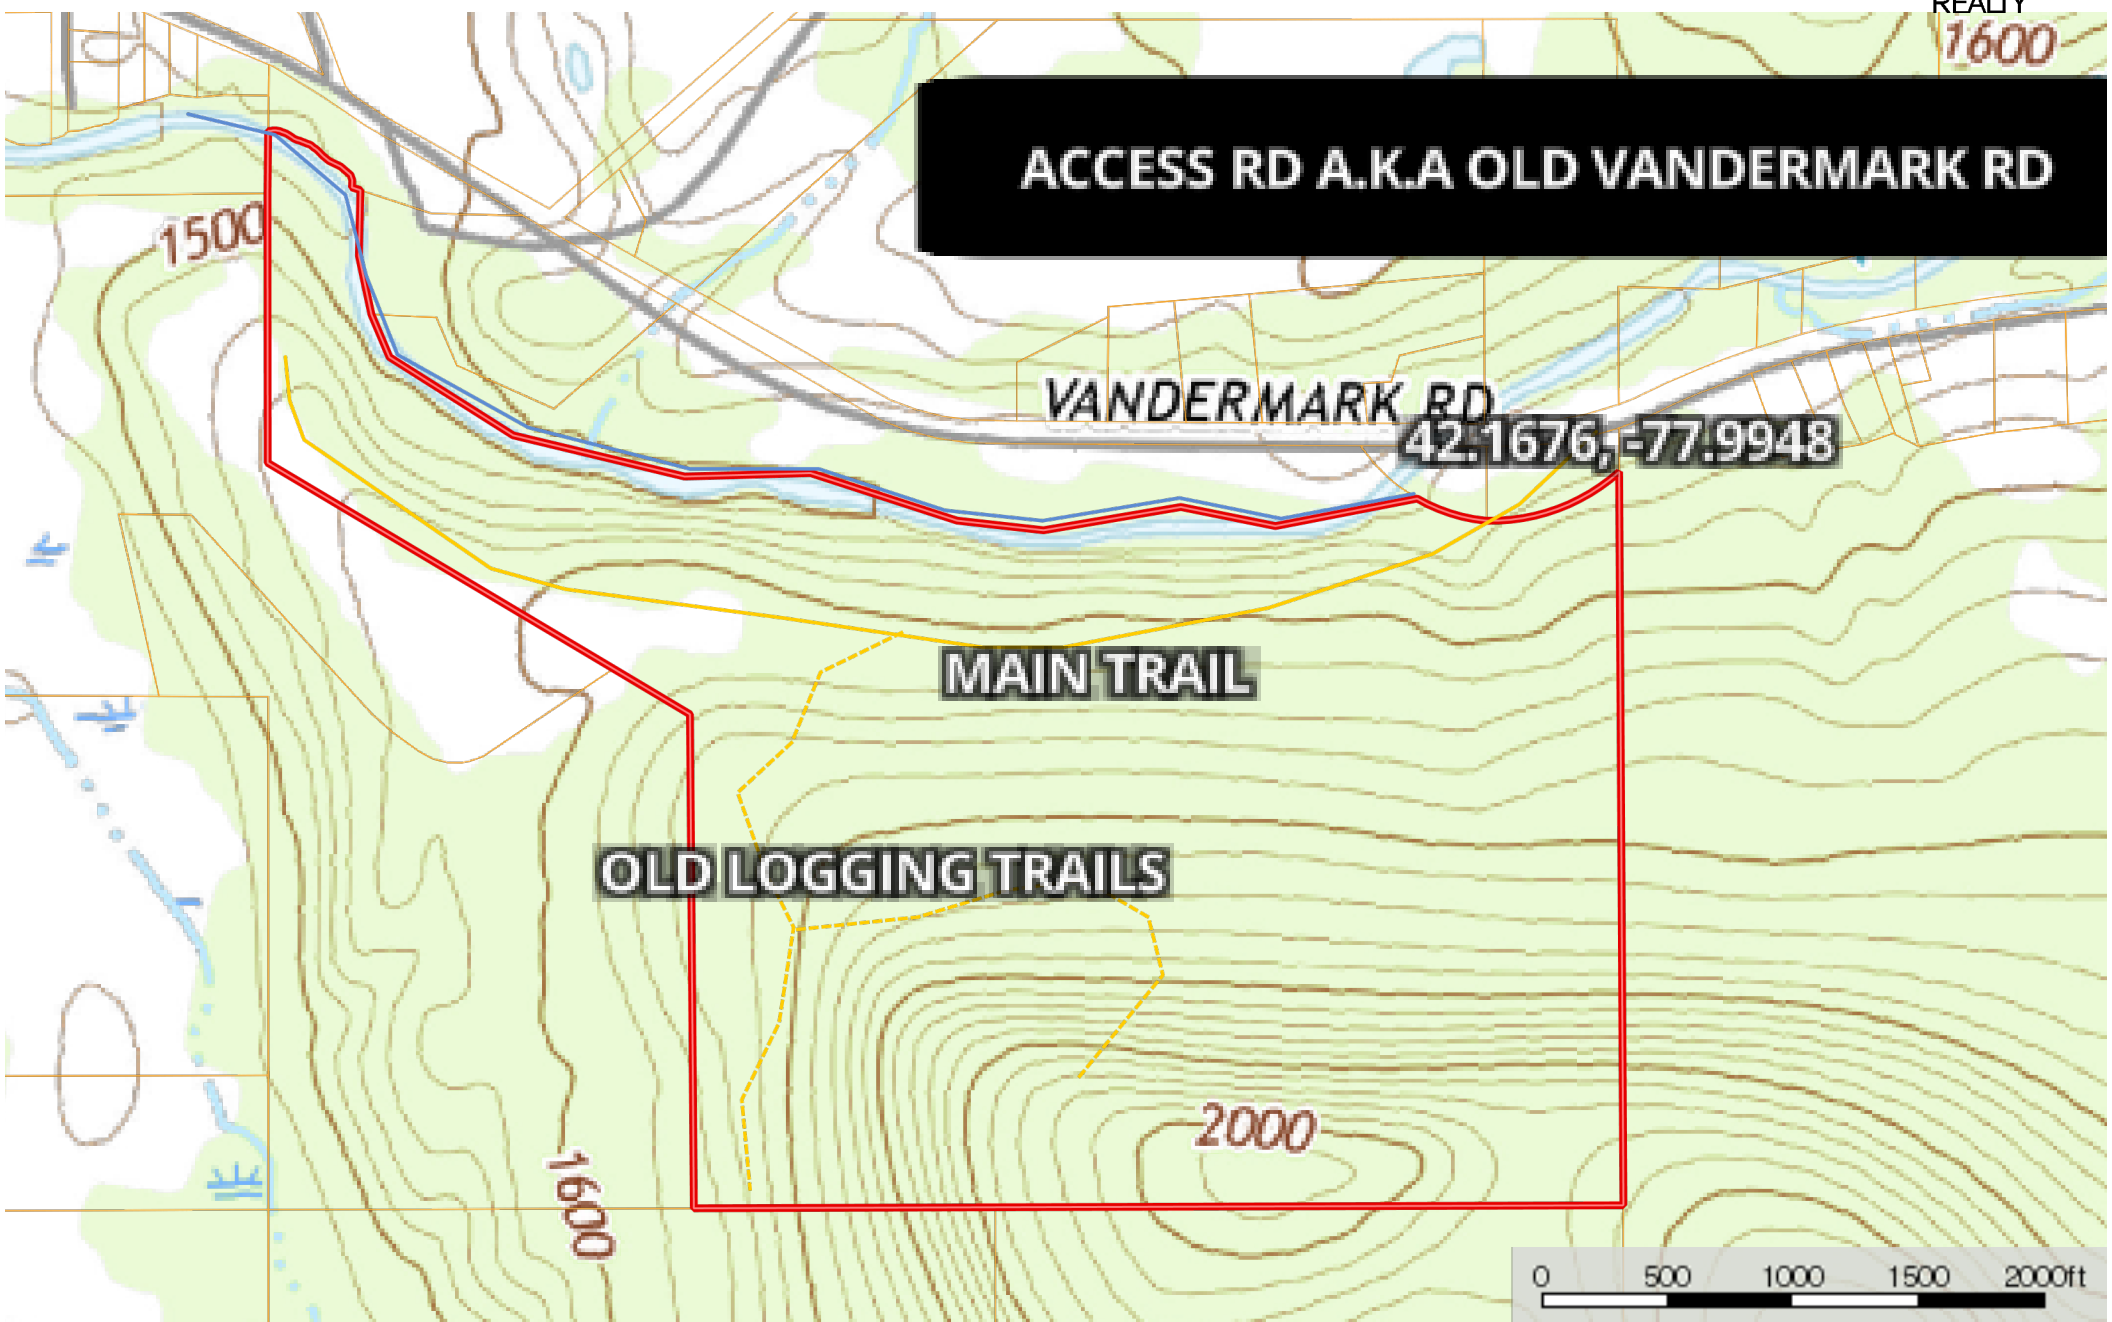 REALTY
1600
ACCESS RD A.K.A OLD VANDERMARK RD
1500
VANDERMARK RD
42.1676, -77.9948
MAIN TRAIL
OLD LOGGING TRAILS
2000
1600
0 500 1000 1500 2000ft